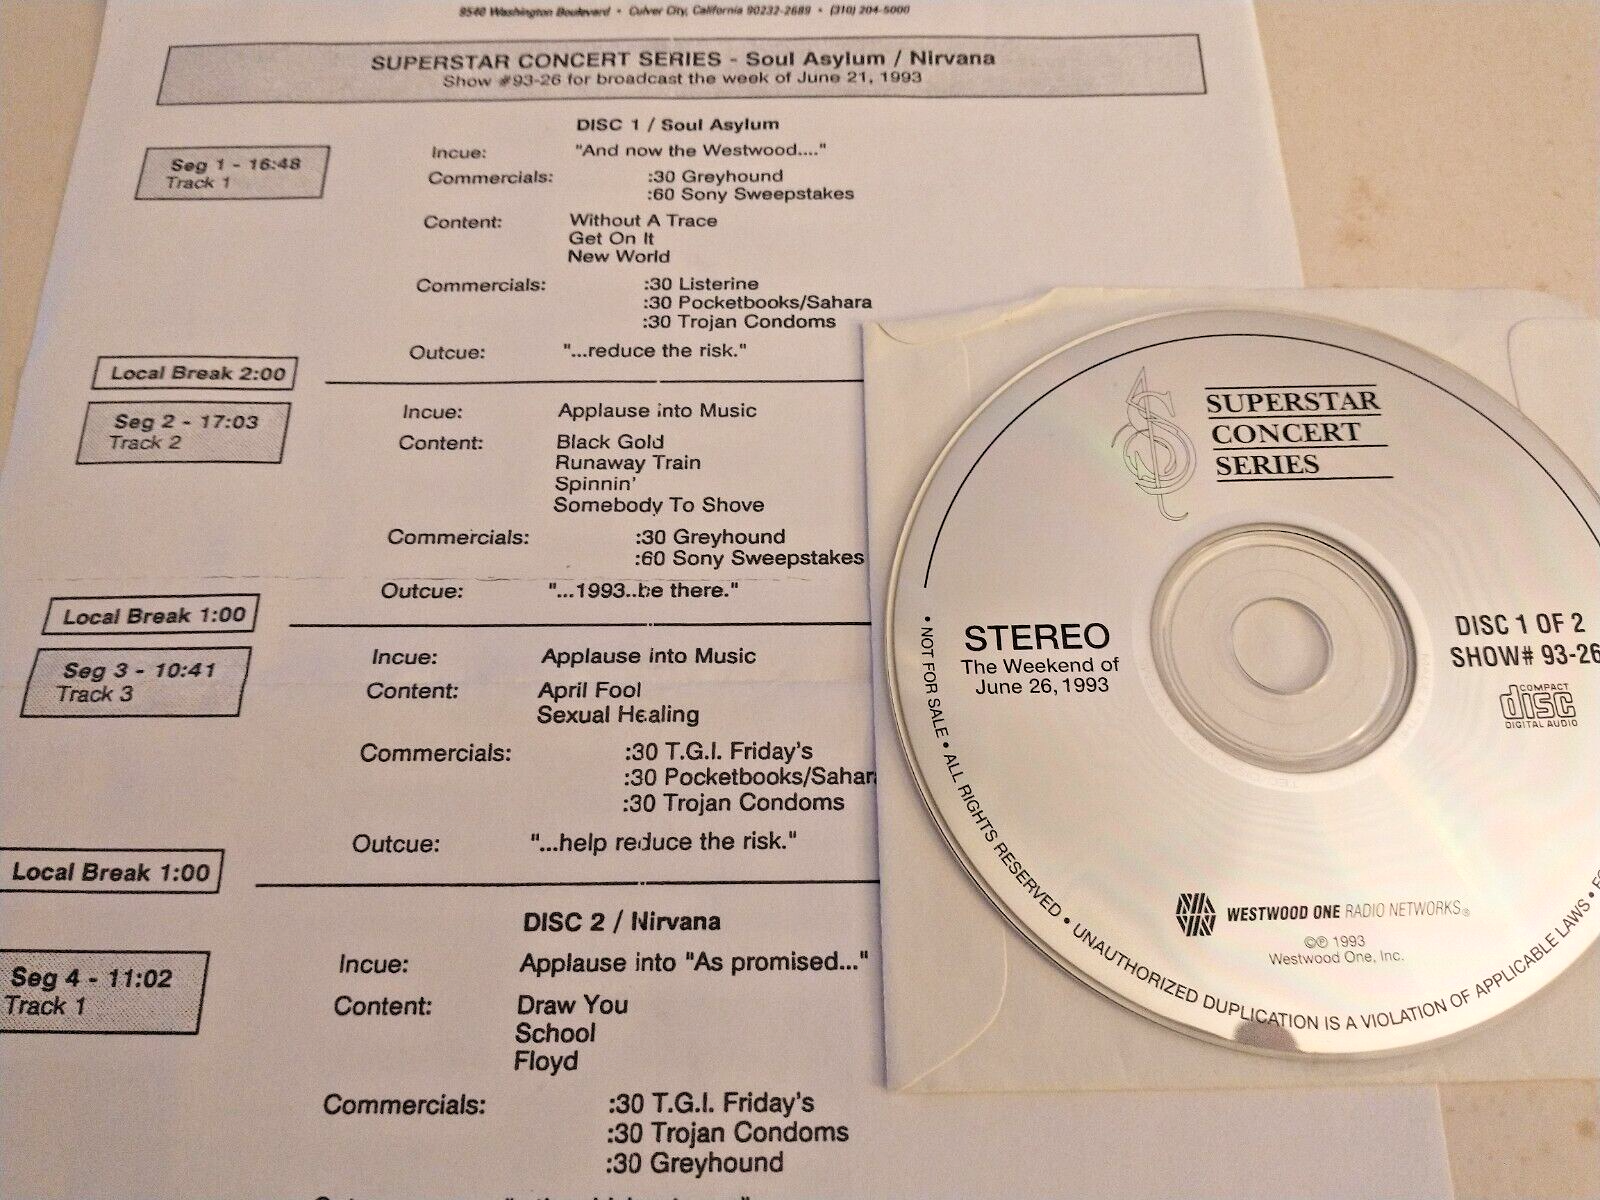 9540 Washington Boulevard • Culver City, California 90232-2689 • (310) 204-5000
SUPERSTAR CONCERT SERIES - Soul Asylum / Nirvana
Show #93-26 for broadcast the week of June 21, 1993
DISC 1 / Soul Asylum
Seg 1 - 16:48
Track 1
Incue: "And now the Westwood...."
Commercials: :30 Greyhound
:60 Sony Sweepstakes
Content: Without A Trace
Get On It
New World
Commercials: :30 Listerine
:30 Pocketbooks/Sahara
:30 Trojan Condoms
Outcue: "...reduce the risk."
Local Break 2:00
Seg 2 - 17:03
Track 2
Incue: Applause into Music
Content: Black Gold
Runaway Train
Spinnin'
Somebody To Shove
Commercials: :30 Greyhound
:60 Sony Sweepstakes
Outcue: "...1993..be there."
Local Break 1:00
Seg 3 - 10:41
Track 3
Incue: Applause into Music
Content: April Fool
Sexual Healing
Commercials: :30 T.G.I. Friday's
:30 Pocketbooks/Sahar
:30 Trojan Condoms
Outcue: "...help reduce the risk."
Local Break 1:00
DISC 2 / Nirvana
Seg 4 - 11:02
Track 1
Incue: Applause into "As promised..."
Content: Draw You
School
Floyd
Commercials: :30 T.G.I. Friday's
:30 Trojan Condoms
:30 Greyhound
SUPERSTAR
CONCERT
SERIES
STEREO
The Weekend of
June 26, 1993
DISC 1 OF 2
SHOW# 93-26
COMPACT
disc
DIGITAL AUDIO
WESTWOOD ONE RADIO NETWORKS®
©℗ 1993
Westwood One, Inc.
• NOT FOR SALE • ALL RIGHTS RESERVED • UNAUTHORIZED DUPLICATION IS A VIOLATION OF APPLICABLE LAWS •